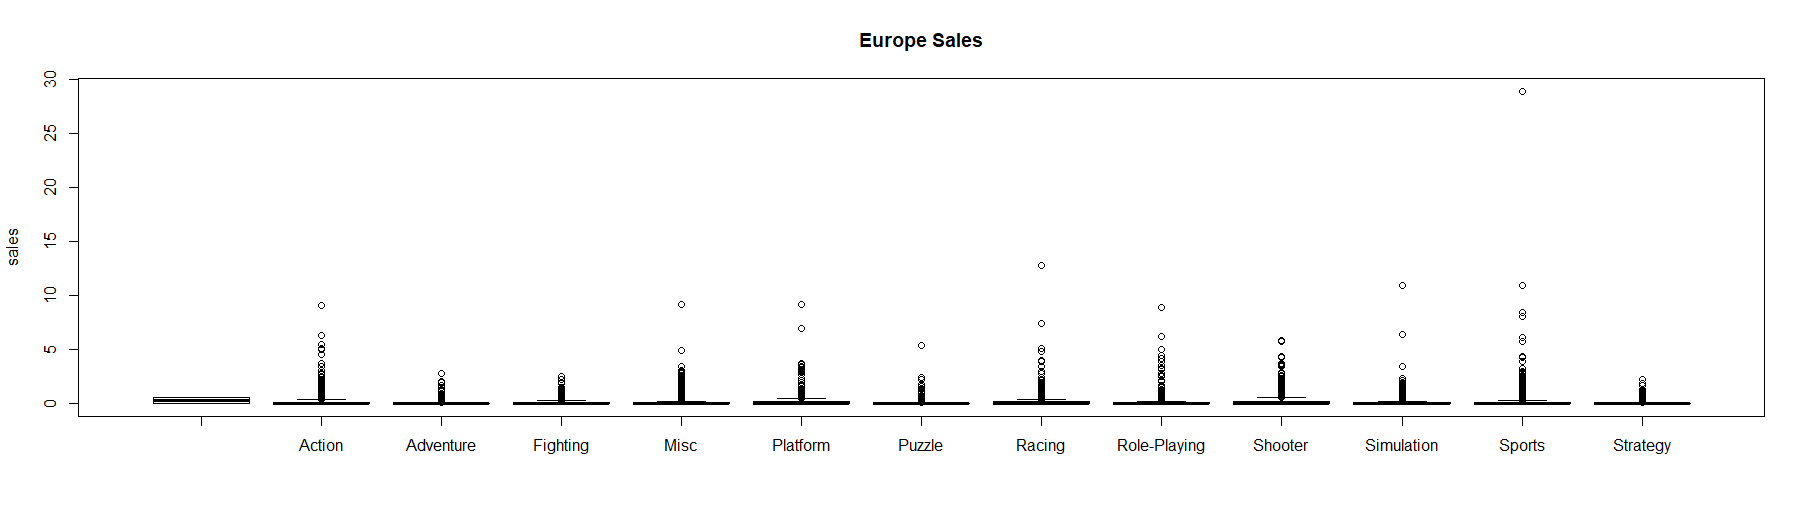 Europe Sales
sales
30
25
20
15
10
5
0
Action Adventure Fighting Misc Platform Puzzle Racing Role-Playing Shooter Simulation Sports Strategy